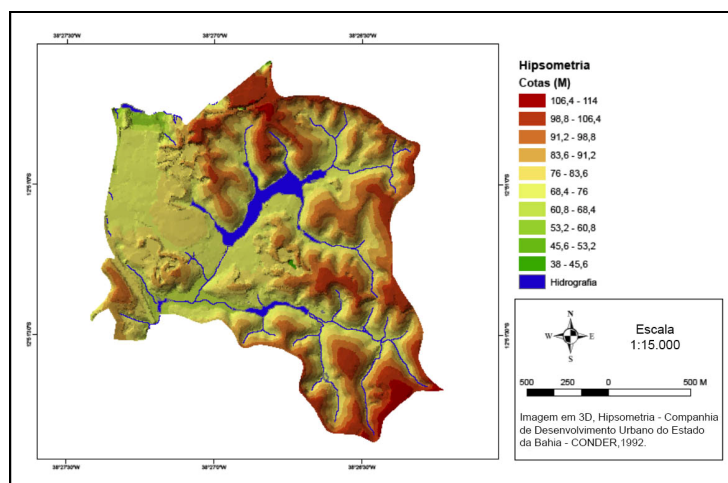 38°27'30"W 38°27'0"W 38°26'30"W
Hipsometria
Cotas (M)
106,4 - 114
98,8 - 106,4
91,2 - 98,8
83,6 - 91,2
76 - 83,6
68,4 - 76
60,8 - 68,4
53,2 - 60,8
45,6 - 53,2
38 - 45,6
Hidrografia
N
W E
S
Escala
1:15.000
500 250 0 500 M
Imagem em 3D, Hipsometria - Companhia
de Desenvolvimento Urbano do Estado
da Bahia - CONDER,1992.
38°27'30"W 38°27'0"W 38°26'30"W